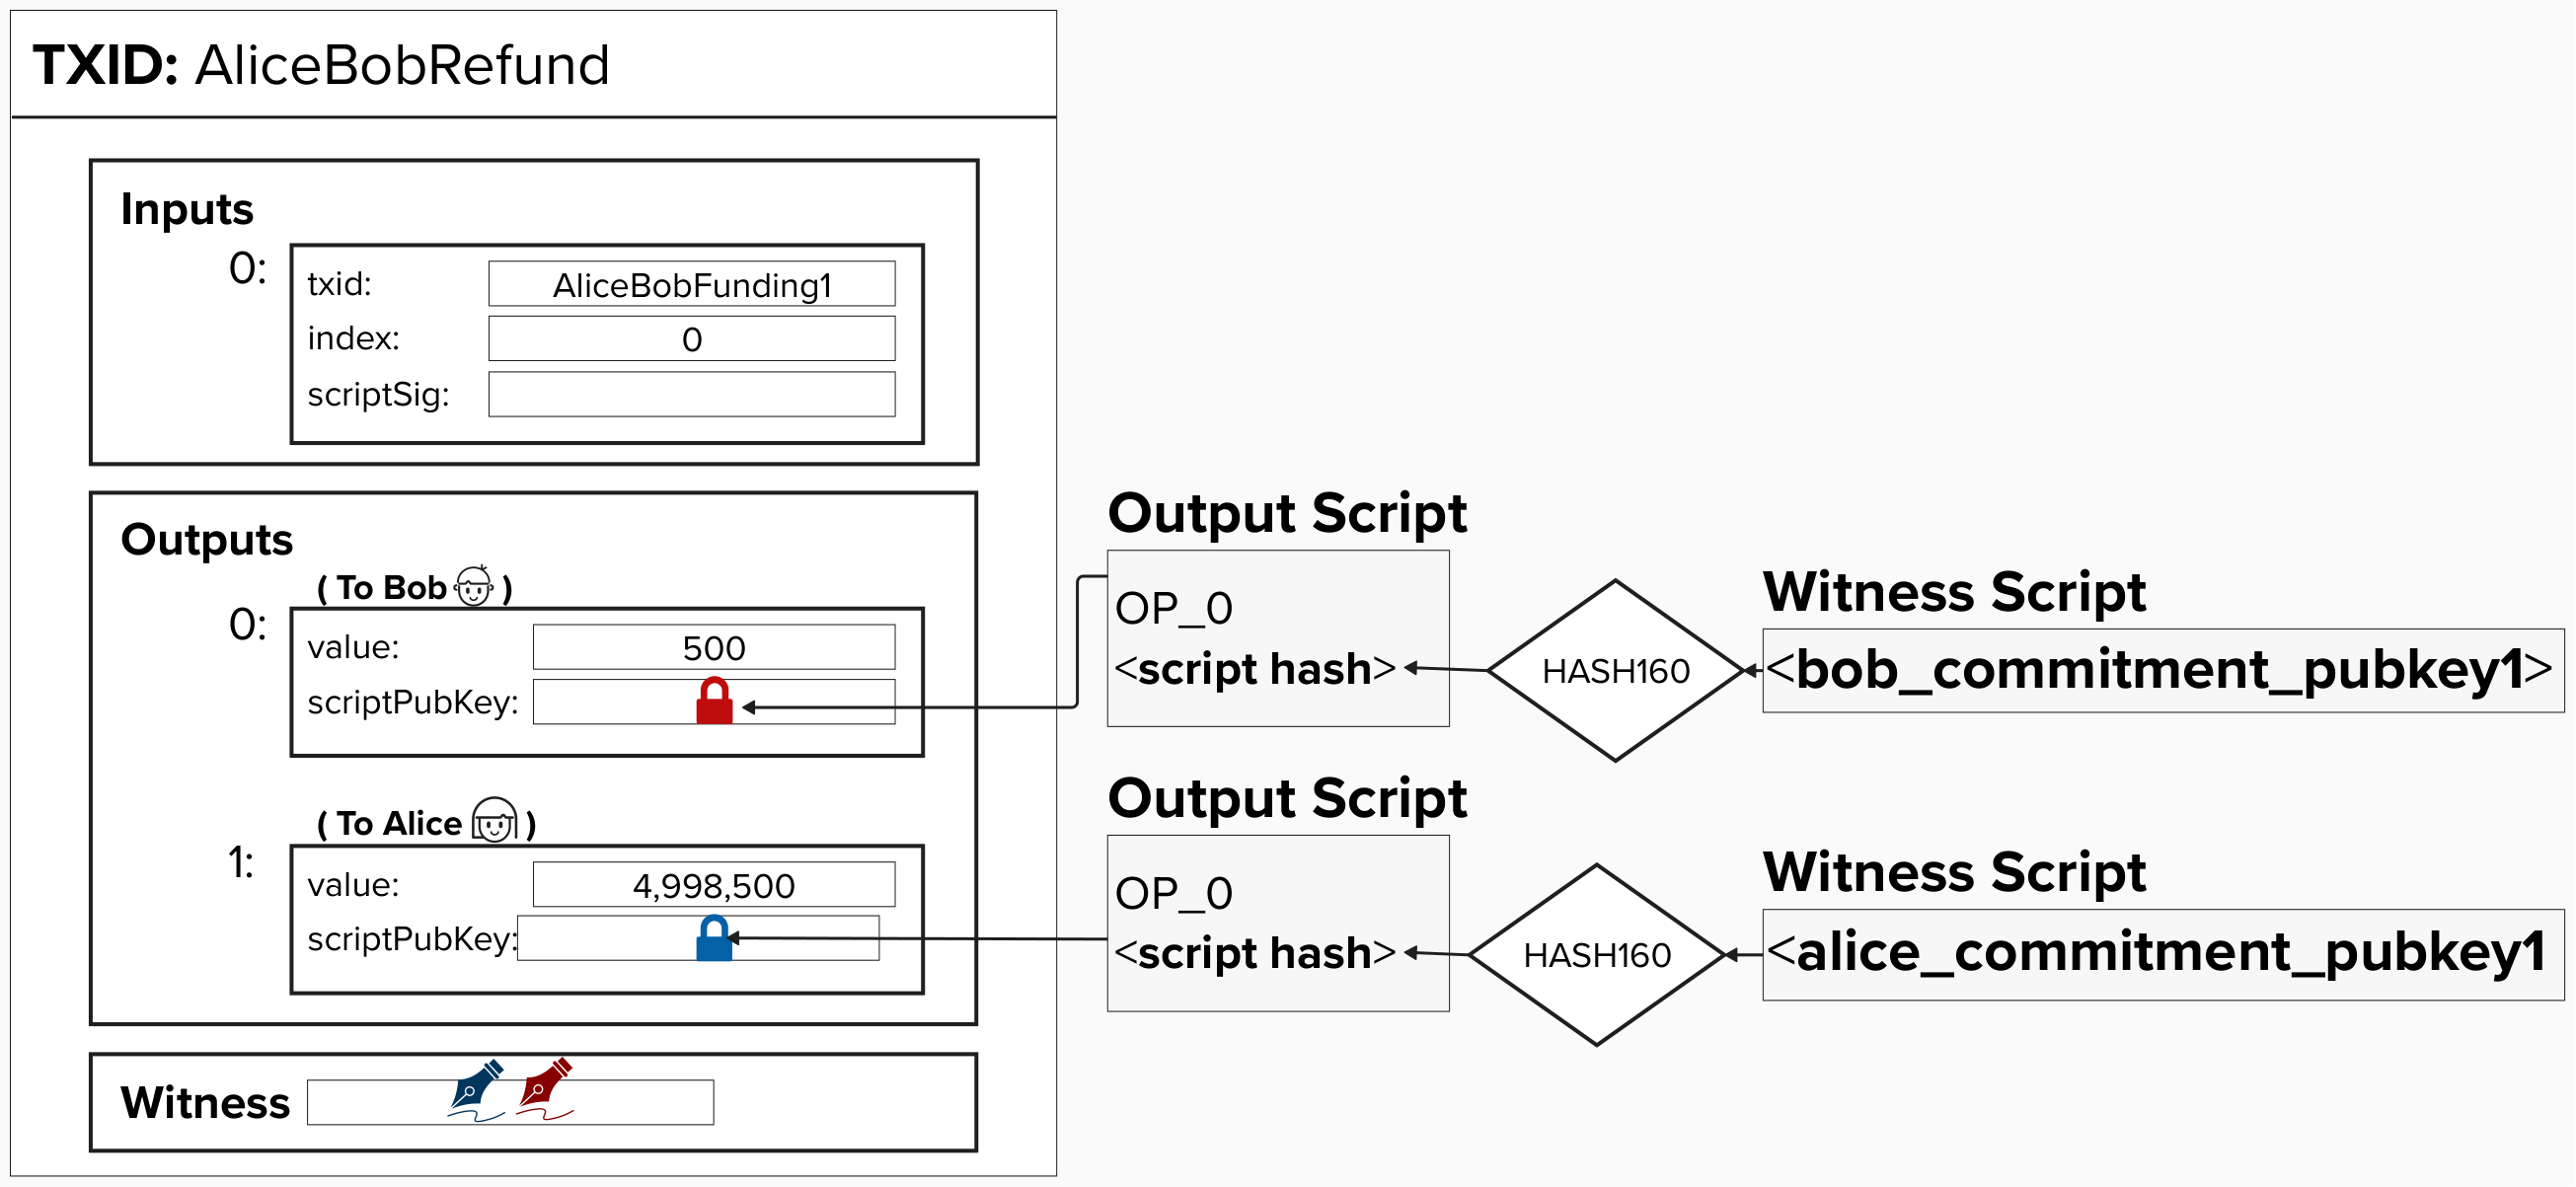 TXID: AliceBobRefund
Inputs
0:
txid: AliceBobFunding1
index: 0
scriptSig:
Outputs
( To Bob )
0:
value: 500
scriptPubKey:
( To Alice )
1:
value: 4,998,500
scriptPubKey:
Witness
Output Script
OP_0
<script hash>
HASH160
Witness Script
<bob_commitment_pubkey1>
Output Script
OP_0
<script hash>
HASH160
Witness Script
<alice_commitment_pubkey1